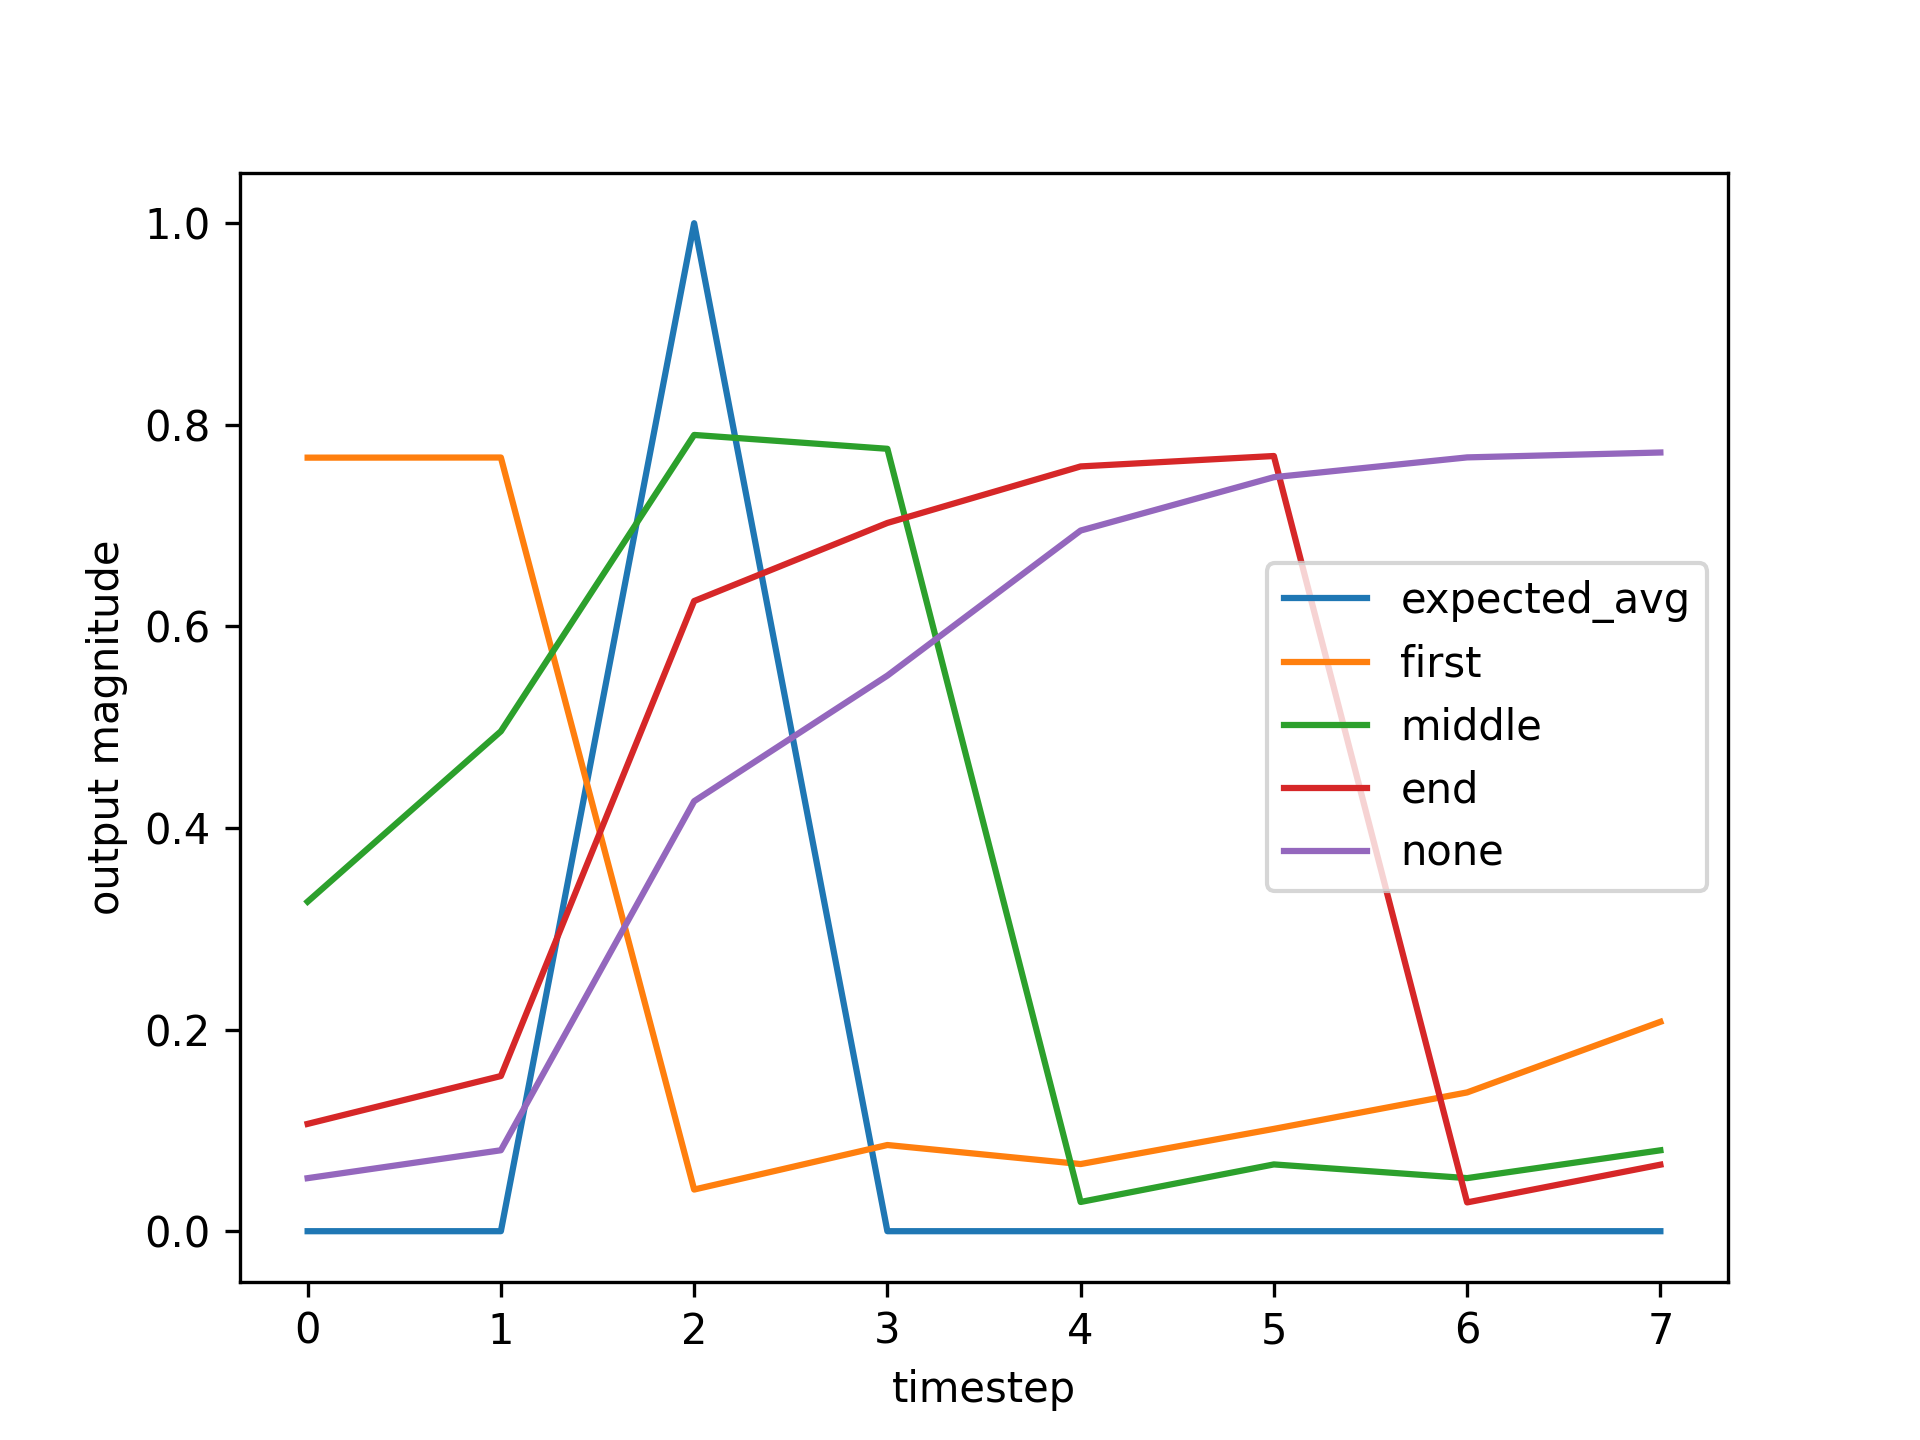 1.0
0.8
0.6
0.4
0.2
0.0
output magnitude
0 1 2 3 4 5 6 7
timestep
expected_avg
first
middle
end
none